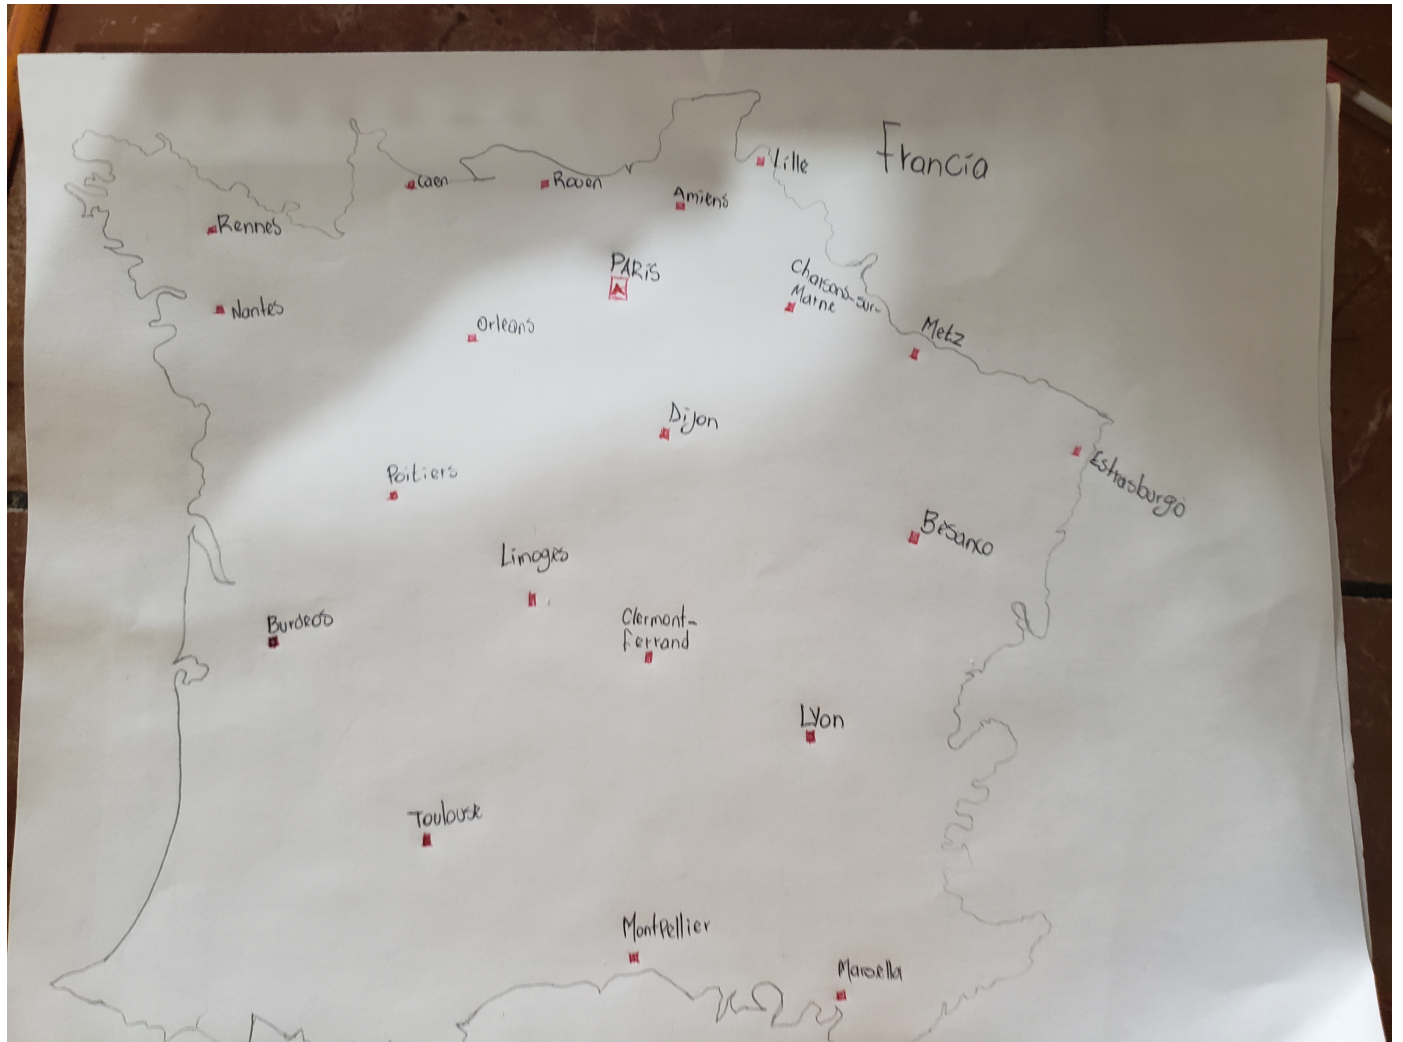 Francia
Lille
Caen
Rouen
Amiens
Rennes
PARiS
Chalsons-sur-
Marne
Nantes
Orleans
Metz
Dijon
Estrasburgo
Poitiers
Besanco
Limoges
Burdeos
Clermont-
Ferrand
Lyon
Toulouse
Montpellier
Marsella